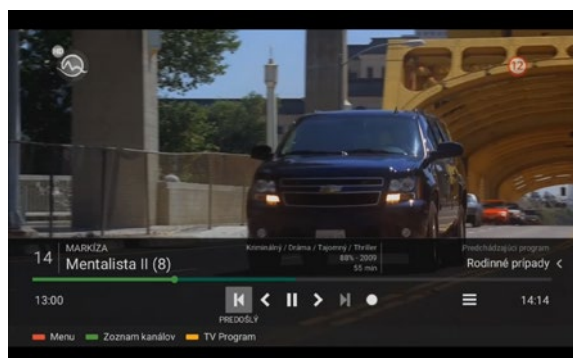 HD
12
14
MARKÍZA
Mentalista II (8)
Kriminálny / Dráma / Tajomný / Thriller
88% - 2009
55 min
Predchádzajúci program
Rodinné prípady
13:00
14:14
PREDOŠLÝ
Menu
Zoznam kanálov
TV Program